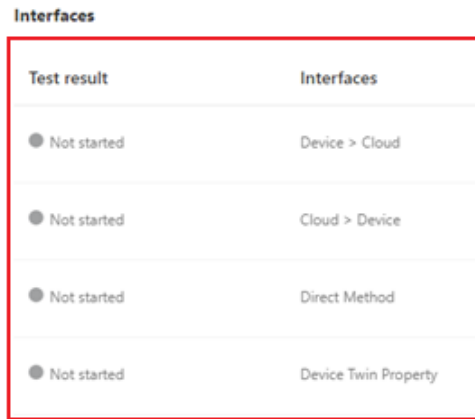 Interfaces
Test result Interfaces
Not started Device > Cloud
Not started Cloud > Device
Not started Direct Method
Not started Device Twin Property